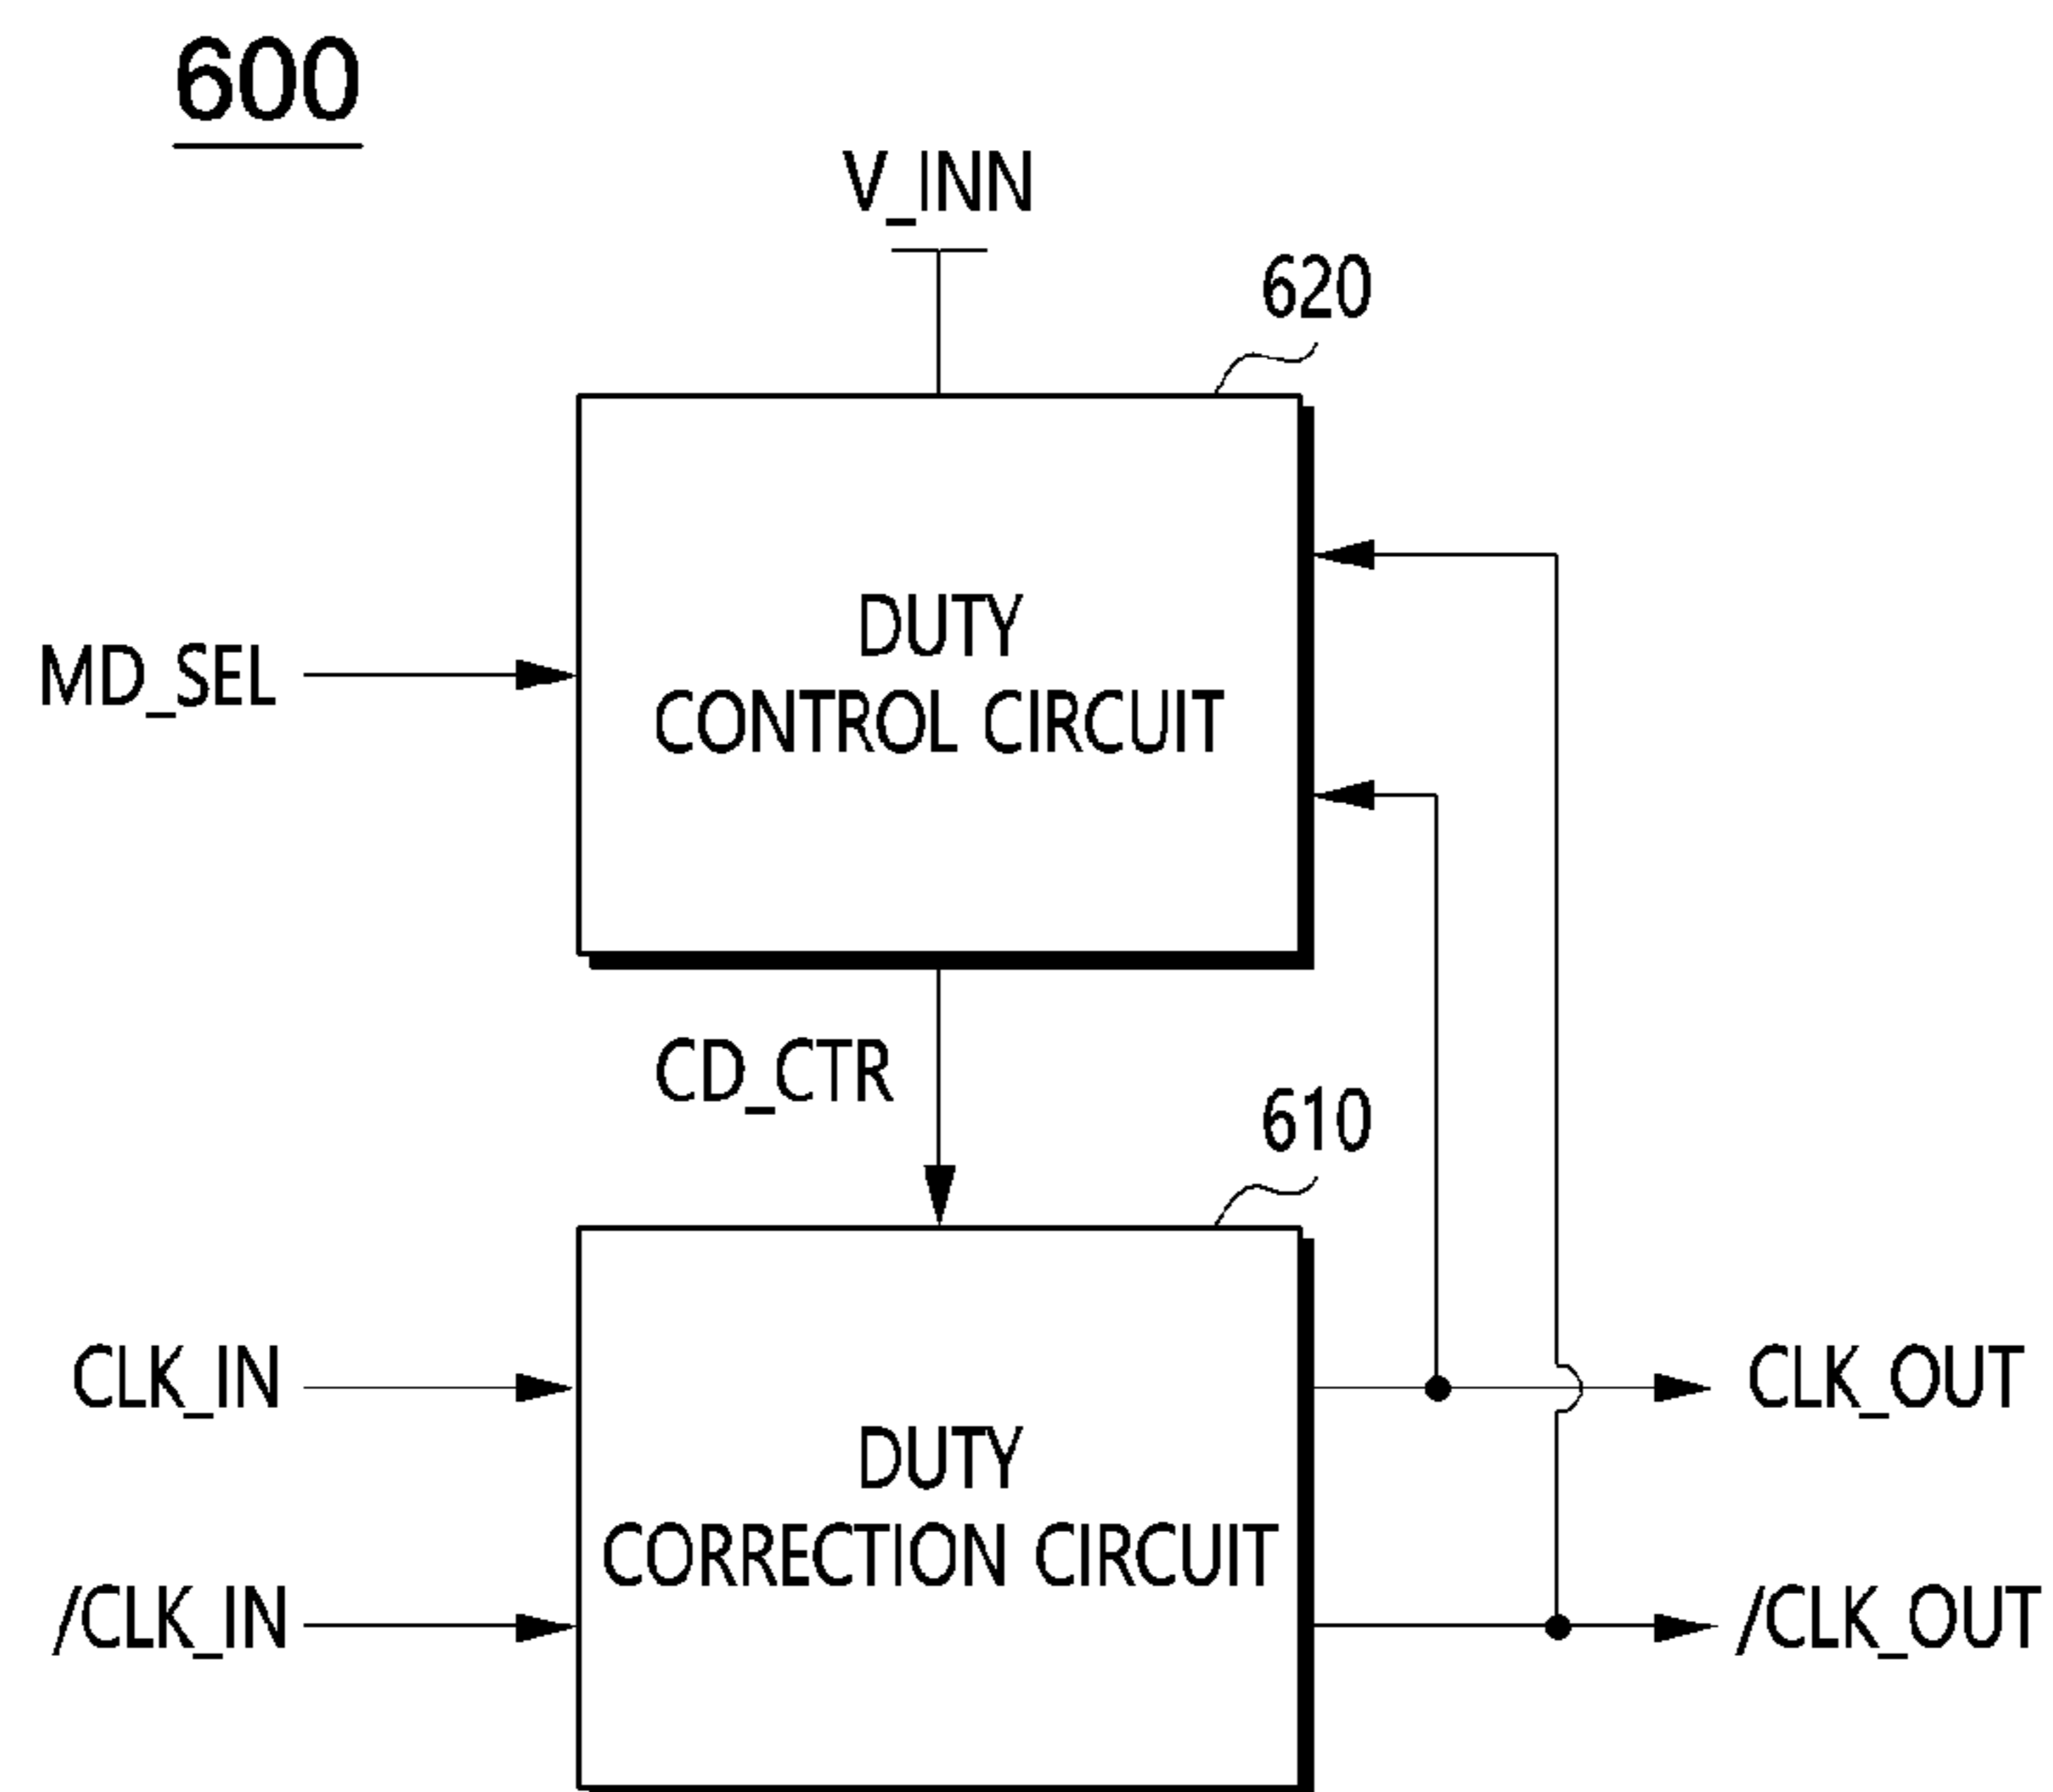 600
V_INN
620
DUTY
CONTROL CIRCUIT
MD_SEL
CD_CTR
610
CLK_IN
CLK_OUT
DUTY
CORRECTION CIRCUIT
/CLK_IN
/CLK_OUT